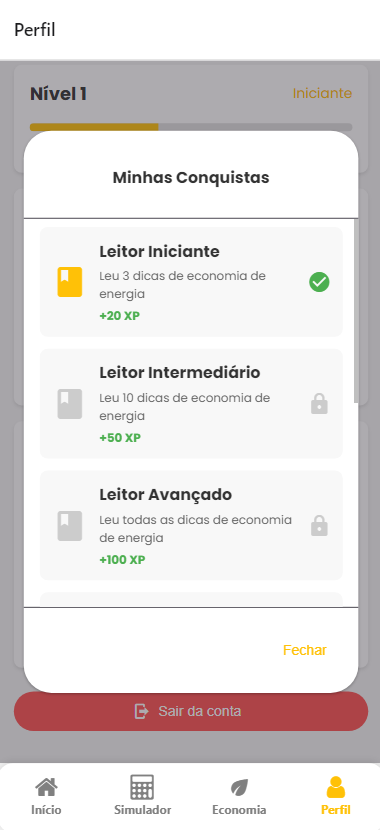 Perfil
Nível 1
Iniciante
Minhas Conquistas
Leitor Iniciante
Leu 3 dicas de economia de
energia
+20 XP
Leitor Intermediário
Leu 10 dicas de economia de
energia
+50 XP
Leitor Avançado
Leu todas as dicas de economia
de energia
+100 XP
Fechar
Sair da conta
Início
Simulador
Economia
Perfil